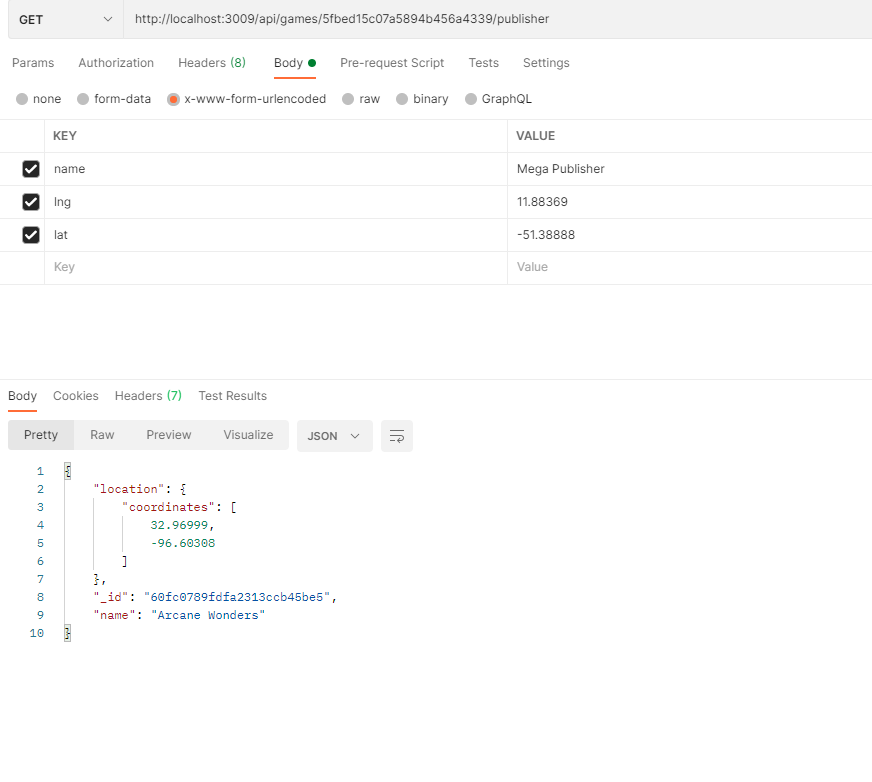 GET http://localhost:3009/api/games/5fbed15c07a5894b456a4339/publisher
Params Authorization Headers (8) Body Pre-request Script Tests Settings
none form-data x-www-form-urlencoded raw binary GraphQL
KEY VALUE
name Mega Publisher
lng 11.88369
lat -51.38888
Key Value
Body Cookies Headers (7) Test Results
Pretty Raw Preview Visualize JSON
1 {
2 "location": {
3 "coordinates": [
4 32.96999,
5 -96.60308
6 ]
7 },
8 "_id": "60fc0789fdfa2313ccb45be5",
9 "name": "Arcane Wonders"
10 }